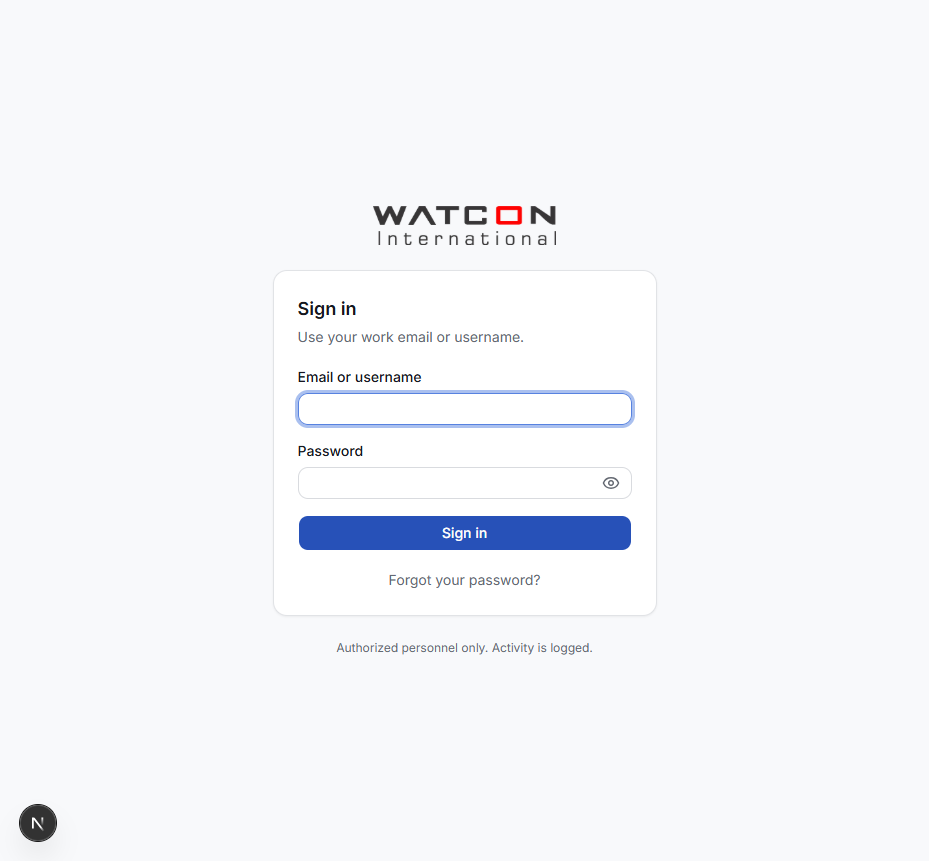 WATCON
International
Sign in
Use your work email or username.
Email or username
Password
Sign in
Forgot your password?
Authorized personnel only. Activity is logged.
N